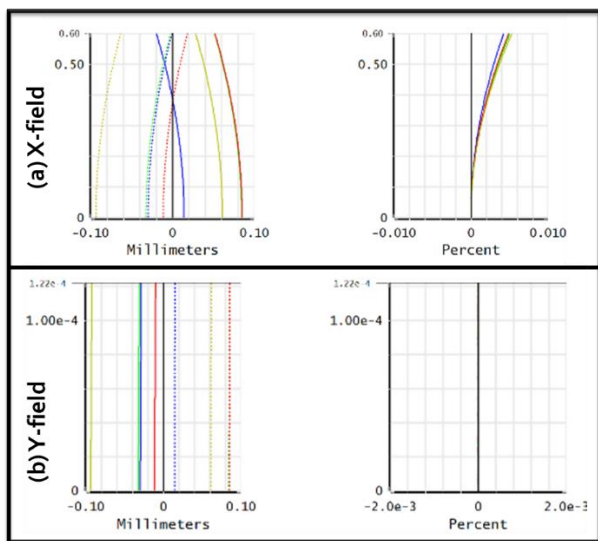 (a) X-field
0.60
0.50
0
-0.10 0 0.10
Millimeters
0.60
0.50
0
-0.010 0 0.010
Percent
(b) Y-field
1.22e-4
1.00e-4
0
-0.10 0 0.10
Millimeters
1.22e-4
1.00e-4
0
-2.0e-3 0 2.0e-3
Percent